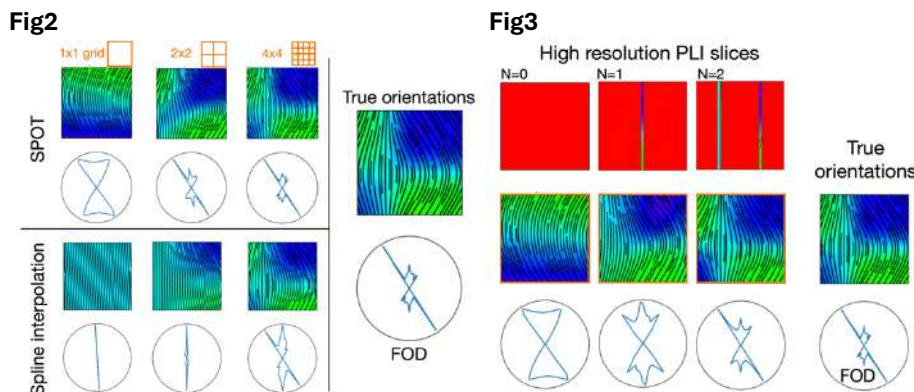 Fig2
1x1 grid
2x2
4x4
SPOT
Spline interpolation
True orientations
FOD
Fig3
High resolution PLI slices
N=0
N=1
N=2
True
orientations
FOD